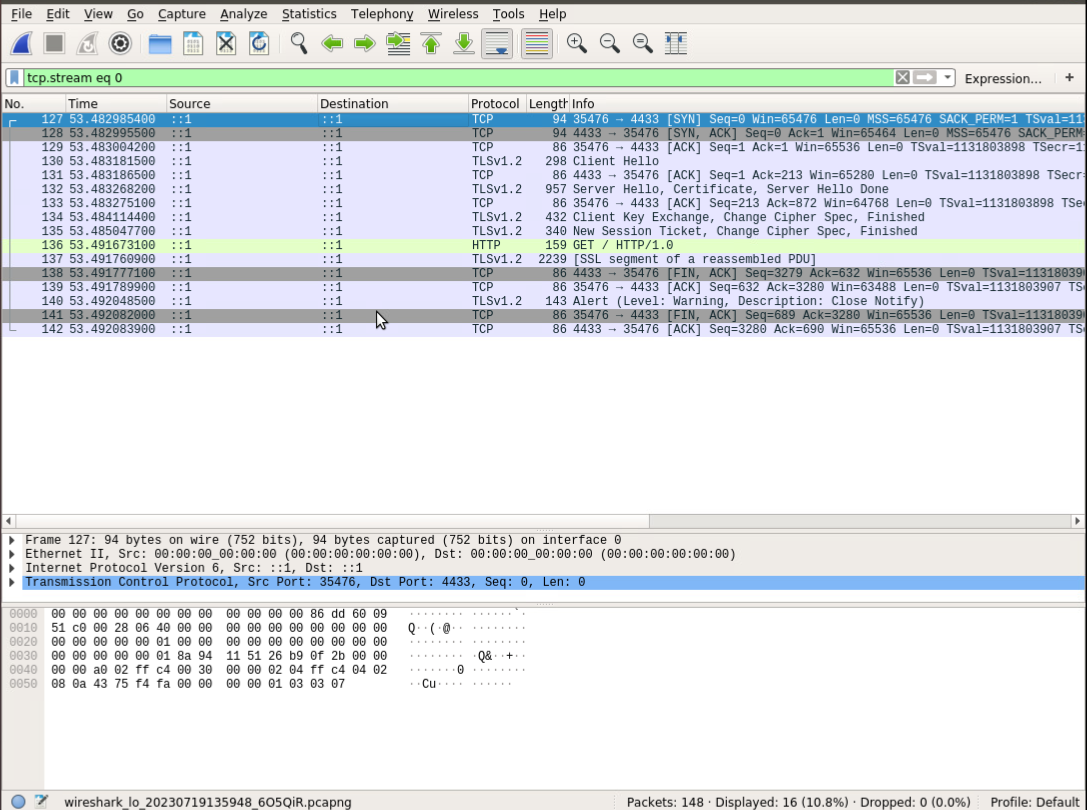 File Edit View Go Capture Analyze Statistics Telephony Wireless Tools Help
tcp.stream eq 0 Expression... +
No. Time Source Destination Protocol Length Info
127 53.482985400 ::1 ::1 TCP 94 35476 → 4433 [SYN] Seq=0 Win=65476 Len=0 MSS=65476 SACK_PERM=1 TSval=113
128 53.482995500 ::1 ::1 TCP 94 4433 → 35476 [SYN, ACK] Seq=0 Ack=1 Win=65464 Len=0 MSS=65476 SACK_PERM
129 53.483004200 ::1 ::1 TCP 86 35476 → 4433 [ACK] Seq=1 Ack=1 Win=65536 Len=0 TSval=1131803898 TSecr=1
130 53.483181500 ::1 ::1 TLSv1.2 298 Client Hello
131 53.483186500 ::1 ::1 TCP 86 4433 → 35476 [ACK] Seq=1 Ack=213 Win=65280 Len=0 TSval=1131803898 TSecr=
132 53.483268200 ::1 ::1 TLSv1.2 957 Server Hello, Certificate, Server Hello Done
133 53.483275100 ::1 ::1 TCP 86 35476 → 4433 [ACK] Seq=213 Ack=872 Win=64768 Len=0 TSval=1131803898 TSe
134 53.484114400 ::1 ::1 TLSv1.2 432 Client Key Exchange, Change Cipher Spec, Finished
135 53.485047700 ::1 ::1 TLSv1.2 340 New Session Ticket, Change Cipher Spec, Finished
136 53.491673100 ::1 ::1 HTTP 159 GET / HTTP/1.0
137 53.491760900 ::1 ::1 TLSv1.2 2239 [SSL segment of a reassembled PDU]
138 53.491777100 ::1 ::1 TCP 86 4433 → 35476 [FIN, ACK] Seq=3279 Ack=632 Win=65536 Len=0 TSval=113180390
139 53.491789900 ::1 ::1 TCP 86 35476 → 4433 [ACK] Seq=632 Ack=3280 Win=63488 Len=0 TSval=1131803907 TS
140 53.492048500 ::1 ::1 TLSv1.2 143 Alert (Level: Warning, Description: Close Notify)
141 53.492082000 ::1 ::1 TCP 86 35476 → 4433 [FIN, ACK] Seq=689 Ack=3280 Win=65536 Len=0 TSval=113180390
142 53.492083900 ::1 ::1 TCP 86 4433 → 35476 [ACK] Seq=3280 Ack=690 Win=65536 Len=0 TSval=1131803907 TS
Frame 127: 94 bytes on wire (752 bits), 94 bytes captured (752 bits) on interface 0
Ethernet II, Src: 00:00:00_00:00:00 (00:00:00:00:00:00), Dst: 00:00:00_00:00:00 (00:00:00:00:00:00)
Internet Protocol Version 6, Src: ::1, Dst: ::1
Transmission Control Protocol, Src Port: 35476, Dst Port: 4433, Seq: 0, Len: 0
0000 00 00 00 00 00 00 00 00 00 00 00 00 86 dd 60 09 ········ ······`·
0010 51 c0 00 28 06 40 00 00 00 00 00 00 00 00 00 00 Q··(·@·· ········
0020 00 00 00 00 00 01 00 00 00 00 00 00 00 00 00 00 ········ ········
0030 00 00 00 00 00 01 8a 94 11 51 26 b9 0f 2b 00 00 ········ ·Q&··+··
0040 00 00 a0 02 ff c4 00 30 00 00 02 04 ff c4 04 02 ·······0 ········
0050 08 0a 43 75 f4 fa 00 00 00 00 01 03 03 07 ··Cu···· ······
wireshark_lo_20230719135948_6O5QiR.pcapng Packets: 148 · Displayed: 16 (10.8%) · Dropped: 0 (0.0%) Profile: Default